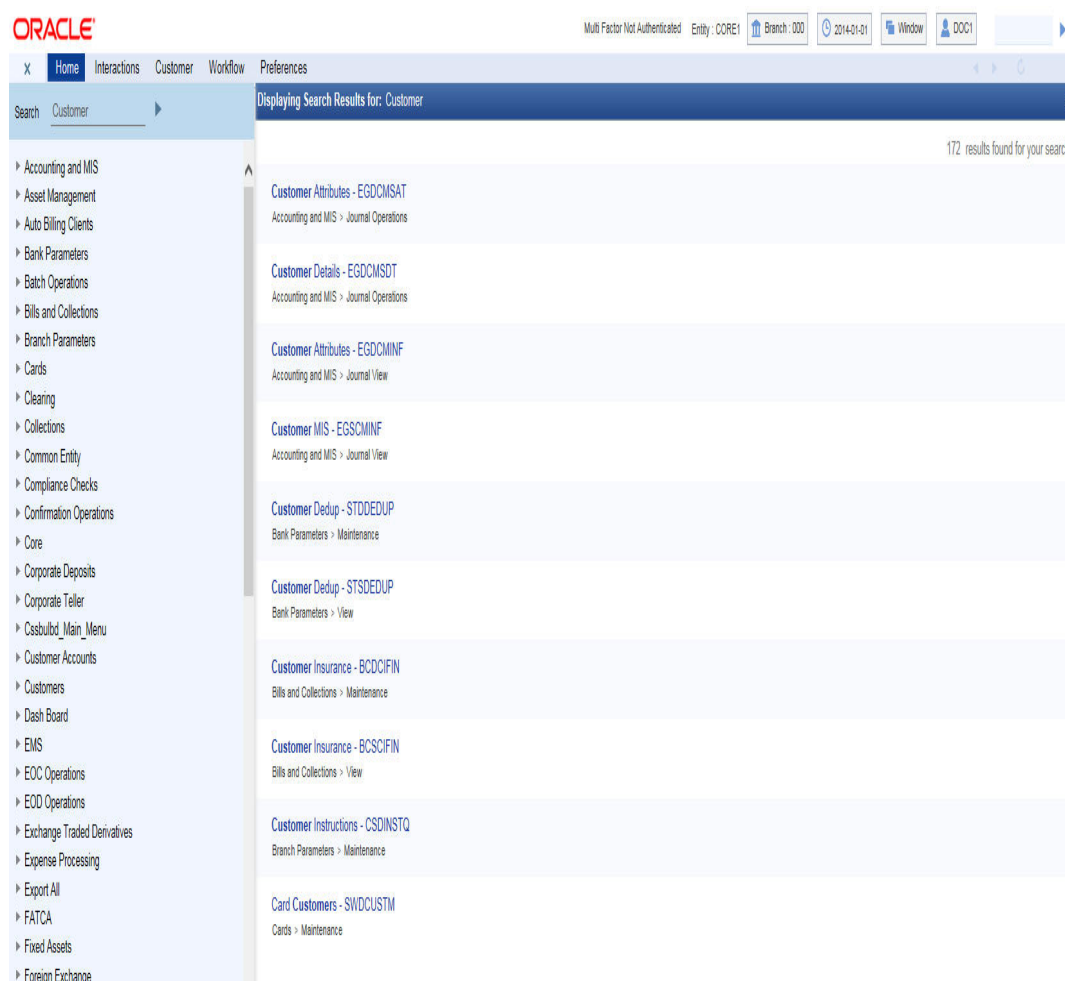 ORACLE
Multi Factor Not Authenticated Entity : CORE1 Branch : 000 2014-01-01 Window DOC1
X Home Interactions Customer Workflow Preferences
Search Customer
Accounting and MIS
Asset Management
Auto Billing Clients
Bank Parameters
Batch Operations
Bills and Collections
Branch Parameters
Cards
Clearing
Collections
Common Entity
Compliance Checks
Confirmation Operations
Core
Corporate Deposits
Corporate Teller
Cssbulbd_Main_Menu
Customer Accounts
Customers
Dash Board
EMS
EOC Operations
EOD Operations
Exchange Traded Derivatives
Expense Processing
Export All
FATCA
Fixed Assets
Foreign Exchange
Displaying Search Results for: Customer
172 results found for your searc
Customer Attributes - EGDCMSAT
Accounting and MIS > Journal Operations
Customer Details - EGDCMSDT
Accounting and MIS > Journal Operations
Customer Attributes - EGDCMINF
Accounting and MIS > Journal View
Customer MIS - EGSCMINF
Accounting and MIS > Journal View
Customer Dedup - STDDEDUP
Bank Parameters > Maintenance
Customer Dedup - STSDEDUP
Bank Parameters > View
Customer Insurance - BCDCIFIN
Bills and Collections > Maintenance
Customer Insurance - BCSCIFIN
Bills and Collections > View
Customer Instructions - CSDINSTQ
Branch Parameters > Maintenance
Card Customers - SWDCUSTM
Cards > Maintenance